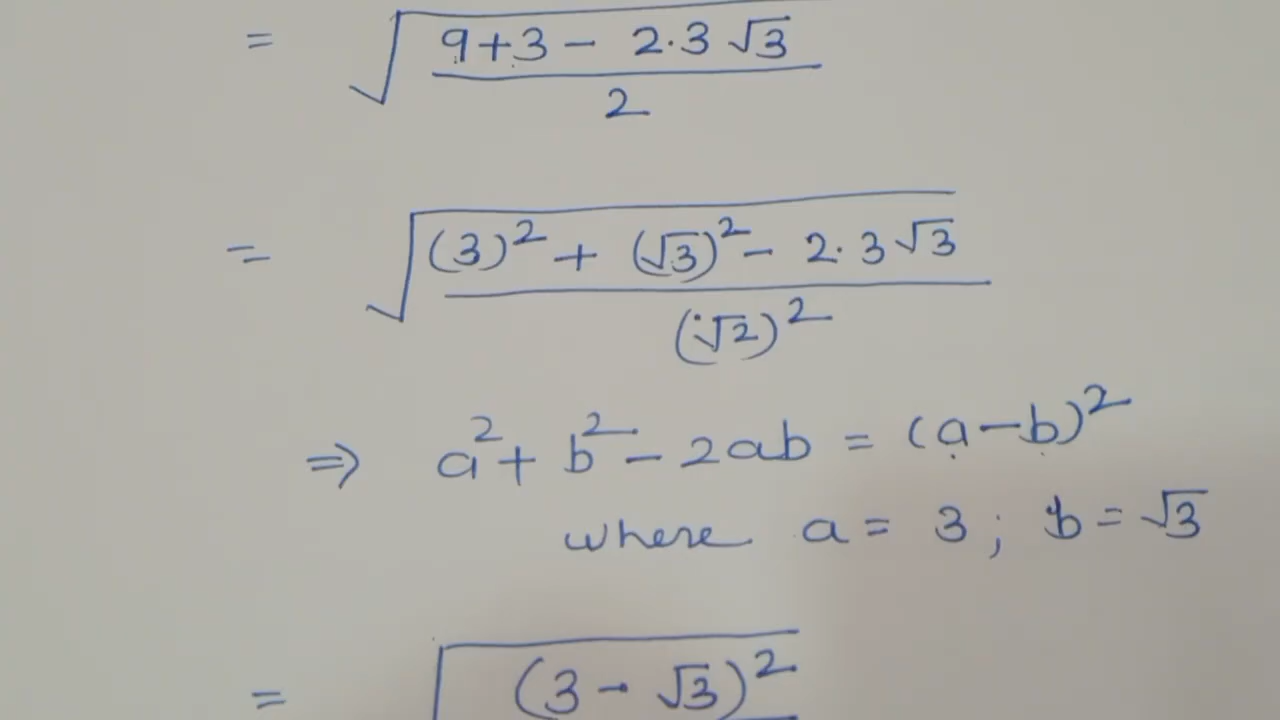 = √(9+3 - 2·3√3 / 2)
= √((3)² + (√3)² - 2·3√3 / (√2)²)
⇒ a² + b² - 2ab = (a-b)²
where a = 3 ; b = √3
= √((3 - √3)²